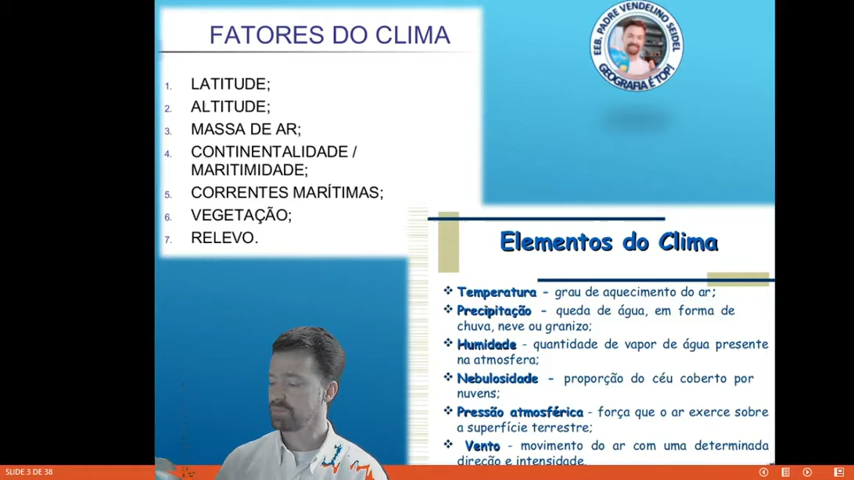 FATORES DO CLIMA
1. LATITUDE;
2. ALTITUDE;
3. MASSA DE AR;
4. CONTINENTALIDADE /
MARITIMIDADE;
5. CORRENTES MARÍTIMAS;
6. VEGETAÇÃO;
7. RELEVO.
EEB. PADRE VENDELINO SEIDEL
GEOGRAFIA É TOP!
Elementos do Clima
Temperatura - grau de aquecimento do ar;
Precipitação - queda de água, em forma de
chuva, neve ou granizo;
Humidade - quantidade de vapor de água presente
na atmosfera;
Nebulosidade - proporção do céu coberto por
nuvens;
Pressão atmosférica - força que o ar exerce sobre
a superfície terrestre;
Vento - movimento do ar com uma determinada
direcção e intensidade.
SLIDE 3 DE 38